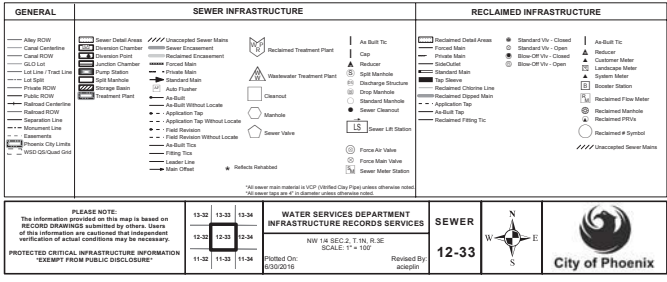 GENERAL
Alley ROW
Canal Centerline
Canal ROW
GLO Lot
Lot Line / Tract Line
Lot Split
Private ROW
Public ROW
Railroad Centerline
Railroad ROW
Separation Line
Monument Line
Easements
Phoenix City Limits
WSD-QS/Quad Grid
SEWER INFRASTRUCTURE
Sewer Detail Areas
Diversion Chamber
Diversion Point
Junction Chamber
Pump Station
Split Manhole
Storage Basin
Treatment Plant
Unaccepted Sewer Mains
Sewer Encasement
Reclaimed Encasement
Forced Main
Private Main
Standard Main
AF Auto Flusher
As-Built
As-Built Without Locate
Application Tap
Application Tap Without Locate
Field Revision
Field Revision Without Locate
As-Built Tics
Fitting Tics
Leader Line
Main Offset
* Reflects Rehabbed
Reclaimed Treatment Plant
Wastewater Treatment Plant
Cleanout
Manhole
Sewer Valve
As Built Tic
Cap
Reducer
S Split Manhole
Discharge Structure
Drop Manhole
Standard Manhole
Sewer Cleanout
LS Sewer Lift Station
Force Air Valve
Force Main Valve
Sewer Meter Station
*All sewer main material is VCP (Vitrified Clay Pipe) unless otherwise noted.
*All sewer taps are 4" in diameter unless otherwise noted.
RECLAIMED INFRASTRUCTURE
Reclaimed Detail Areas
Forced Main
Private Main
StubOutlet
Standard Main
Tap Sleeve
Reclaimed Chlorine Line
Reclaimed Dipped Main
Application Tap
As-Built Tap
Reclaimed Fitting Tic
Standard Vlv - Closed
Standard Vlv - Open
Blow-Off Vlv - Closed
Blow-Off Vlv - Open
As-Built Tic
Reducer
Customer Meter
Landscape Meter
System Meter
B Booster Station
Reclaimed Flow Meter
Reclaimed Manhole
Reclaimed PRVs
Reclaimed # Symbol
Unaccepted Sewer Mains
PLEASE NOTE:
The information provided on this map is based on
RECORD DRAWINGS submitted by others. Users
of this information are cautioned that independent
verification of actual conditions may be necessary.
PROTECTED CRITICAL INFRASTRUCTURE INFORMATION
*EXEMPT FROM PUBLIC DISCLOSURE*
13-32 13-33 13-34
12-32 12-33 12-34
11-32 11-33 11-34
WATER SERVICES DEPARTMENT
INFRASTRUCTURE RECORDS SERVICES
NW 1/4 SEC.2, T.1N, R.3E
SCALE: 1" = 100'
Plotted On:
6/30/2016
Revised By:
acieplin
SEWER
12-33
N
W E
S
City of Phoenix